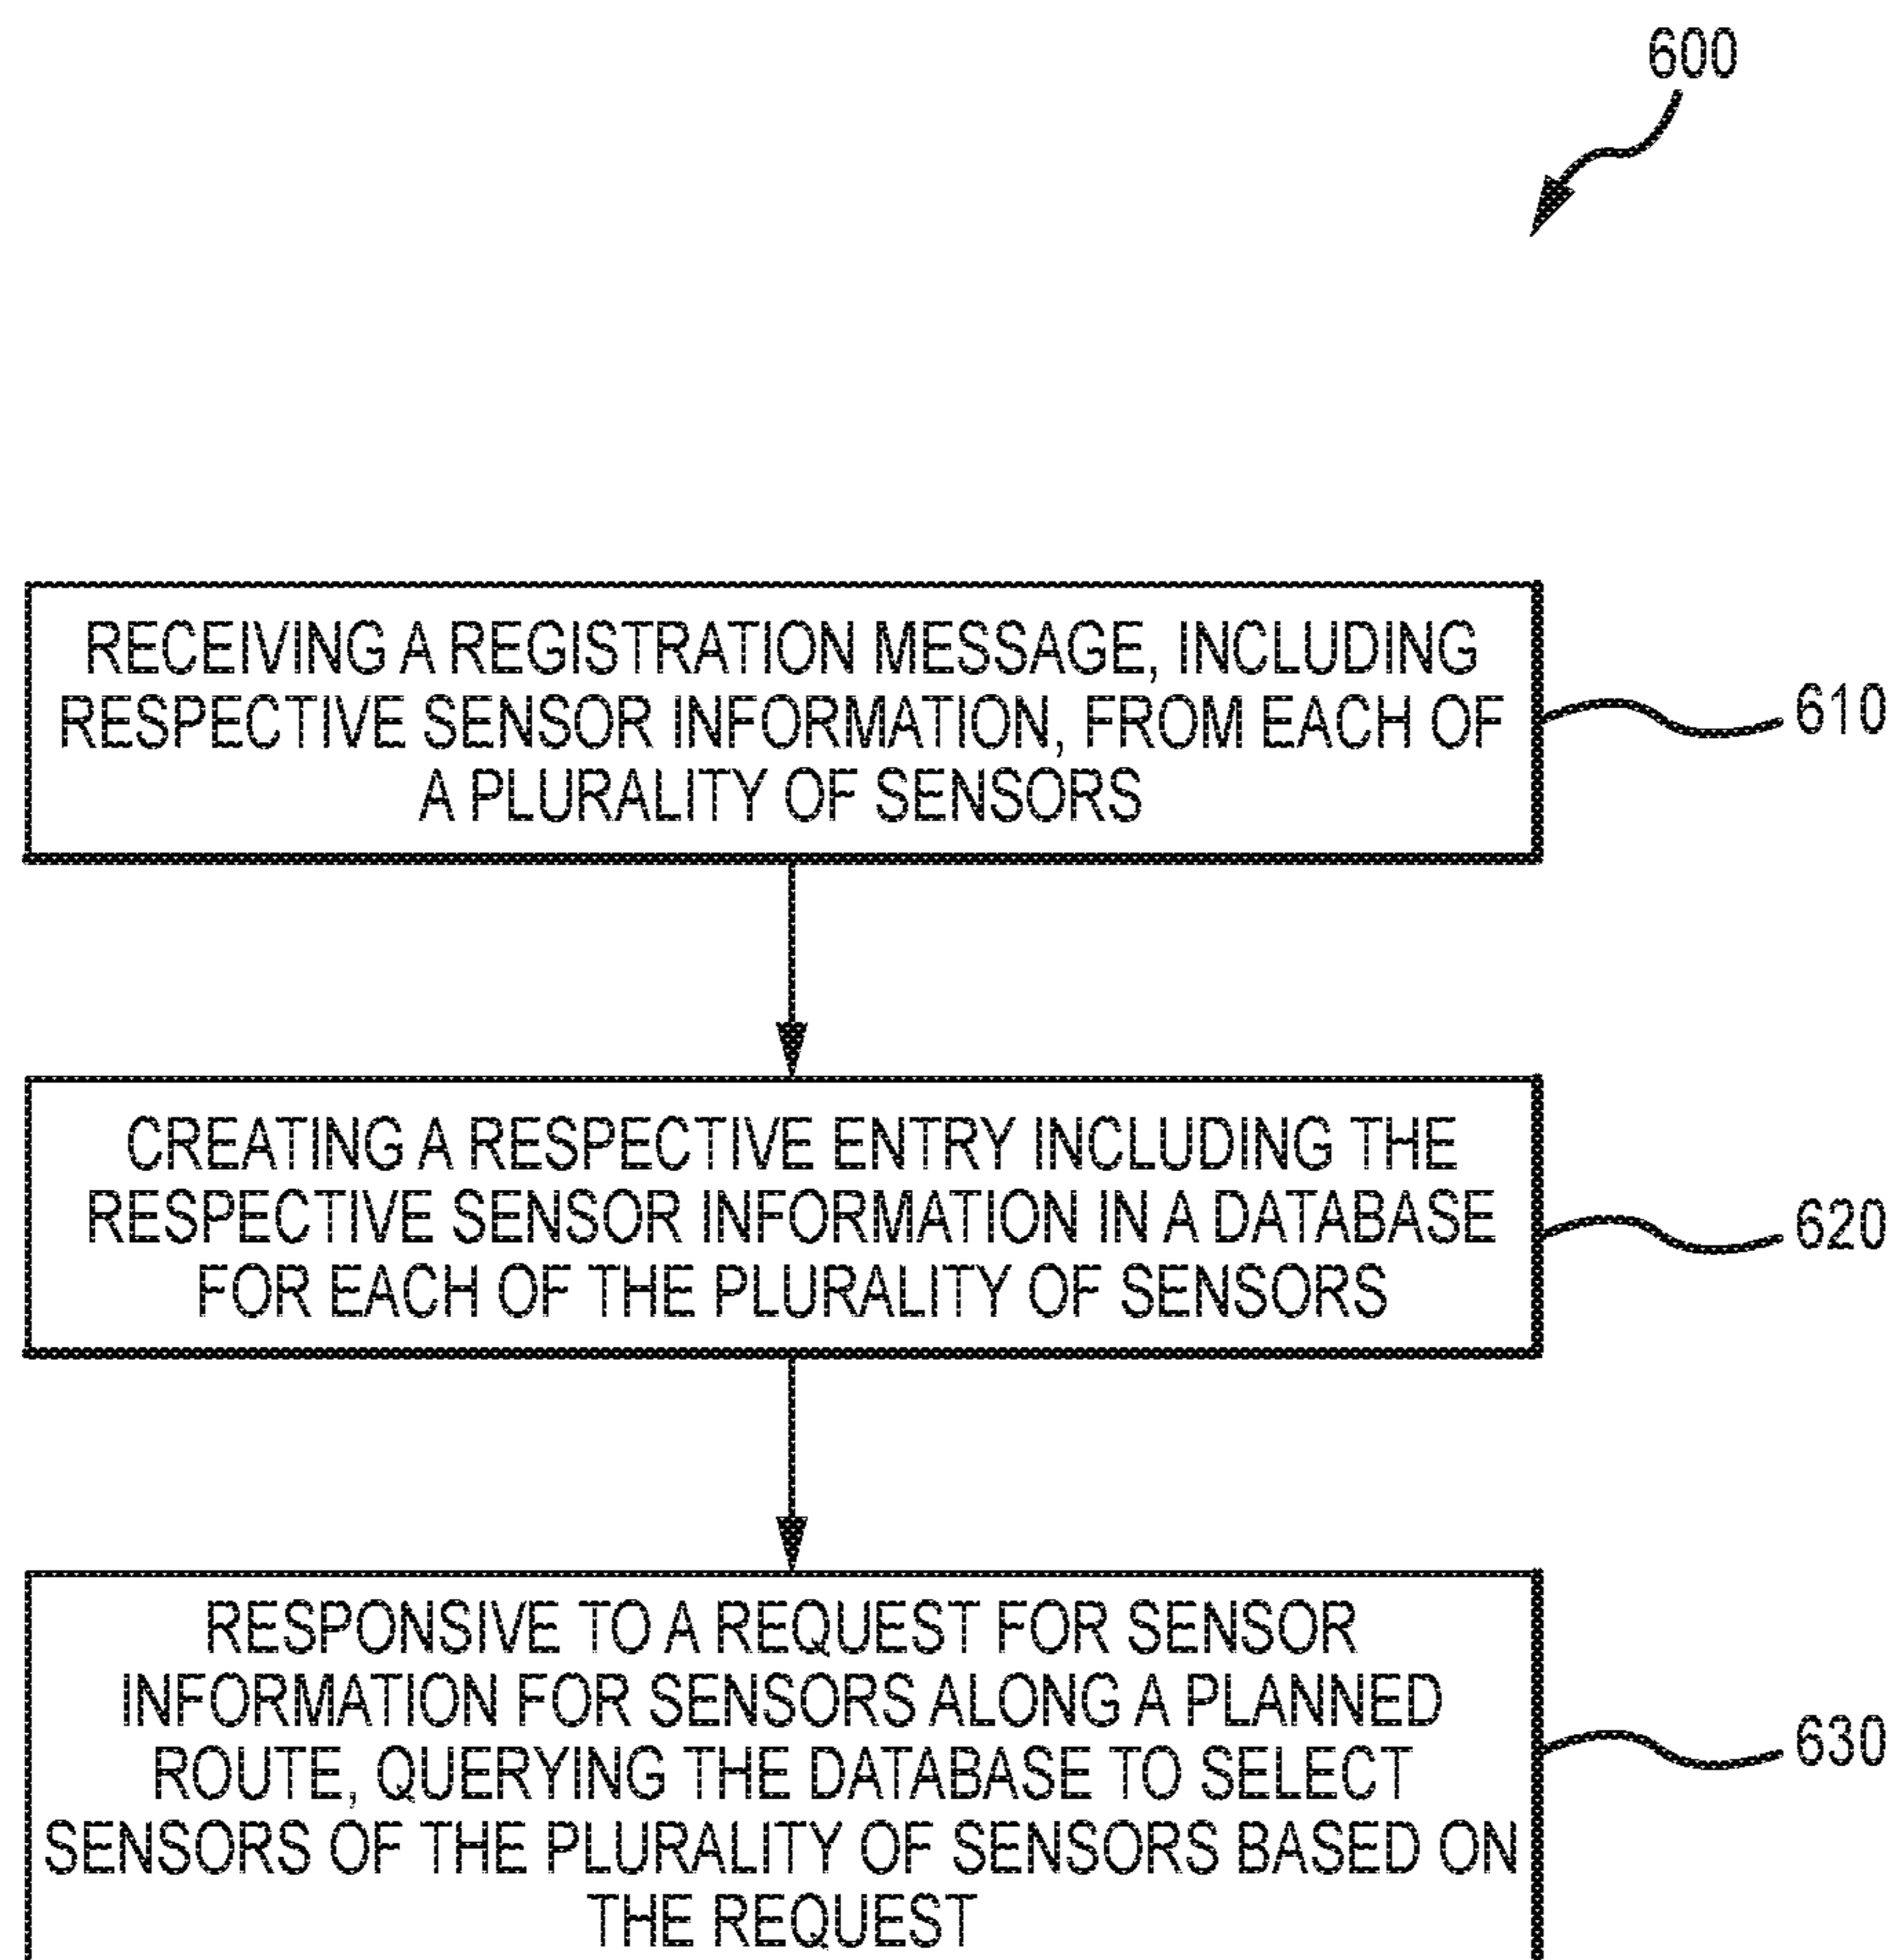 600
RECEIVING A REGISTRATION MESSAGE, INCLUDING
RESPECTIVE SENSOR INFORMATION, FROM EACH OF
A PLURALITY OF SENSORS
610
CREATING A RESPECTIVE ENTRY INCLUDING THE
RESPECTIVE SENSOR INFORMATION IN A DATABASE
FOR EACH OF THE PLURALITY OF SENSORS
620
RESPONSIVE TO A REQUEST FOR SENSOR
INFORMATION FOR SENSORS ALONG A PLANNED
ROUTE, QUERYING THE DATABASE TO SELECT
SENSORS OF THE PLURALITY OF SENSORS BASED ON
THE REQUEST
630